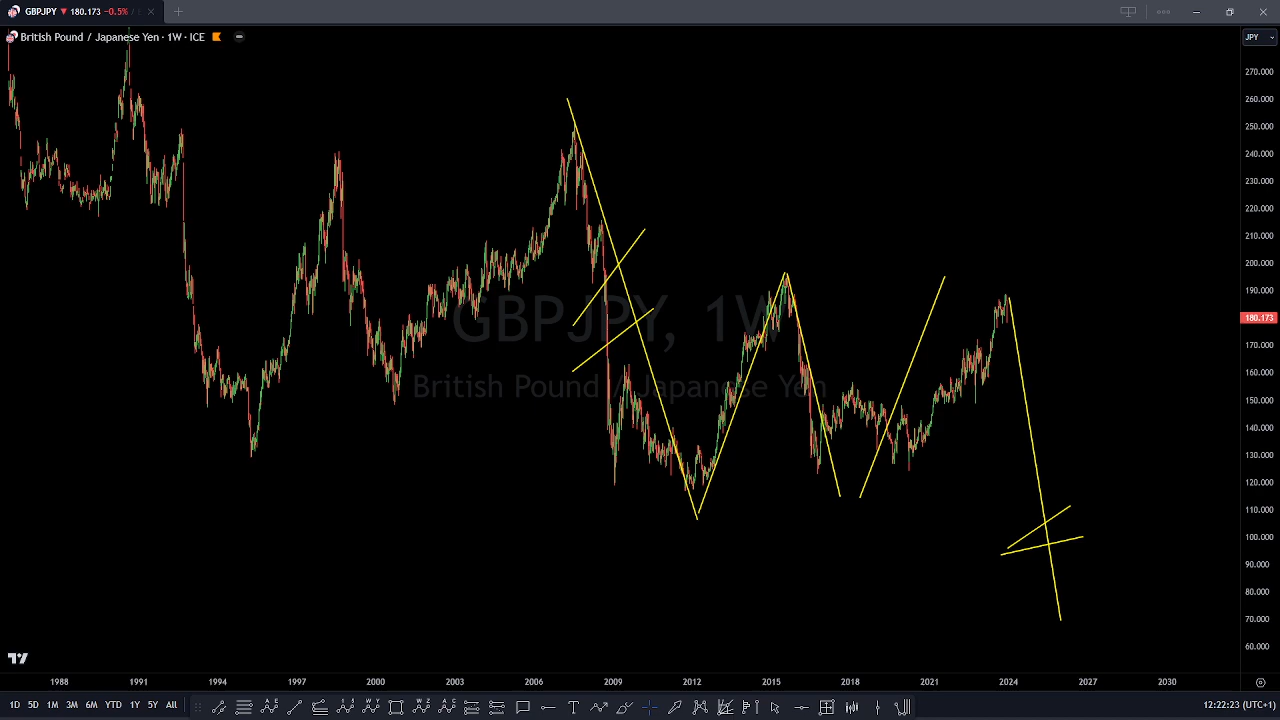 GBPJPY ▼ 180.173 −0.5% /
British Pound / Japanese Yen · 1W · ICE
JPY
270.000
260.000
250.000
240.000
230.000
220.000
210.000
200.000
190.000
180.173
170.000
160.000
150.000
140.000
130.000
120.000
110.000
100.000
90.000
80.000
70.000
60.000
GBPJPY, 1W
British Pound / Japanese Yen
1988 1991 1994 1997 2000 2003 2006 2009 2012 2015 2018 2021 2024 2027 2030
1D 5D 1M 3M 6M YTD 1Y 5Y All
12:22:23 (UTC+1)